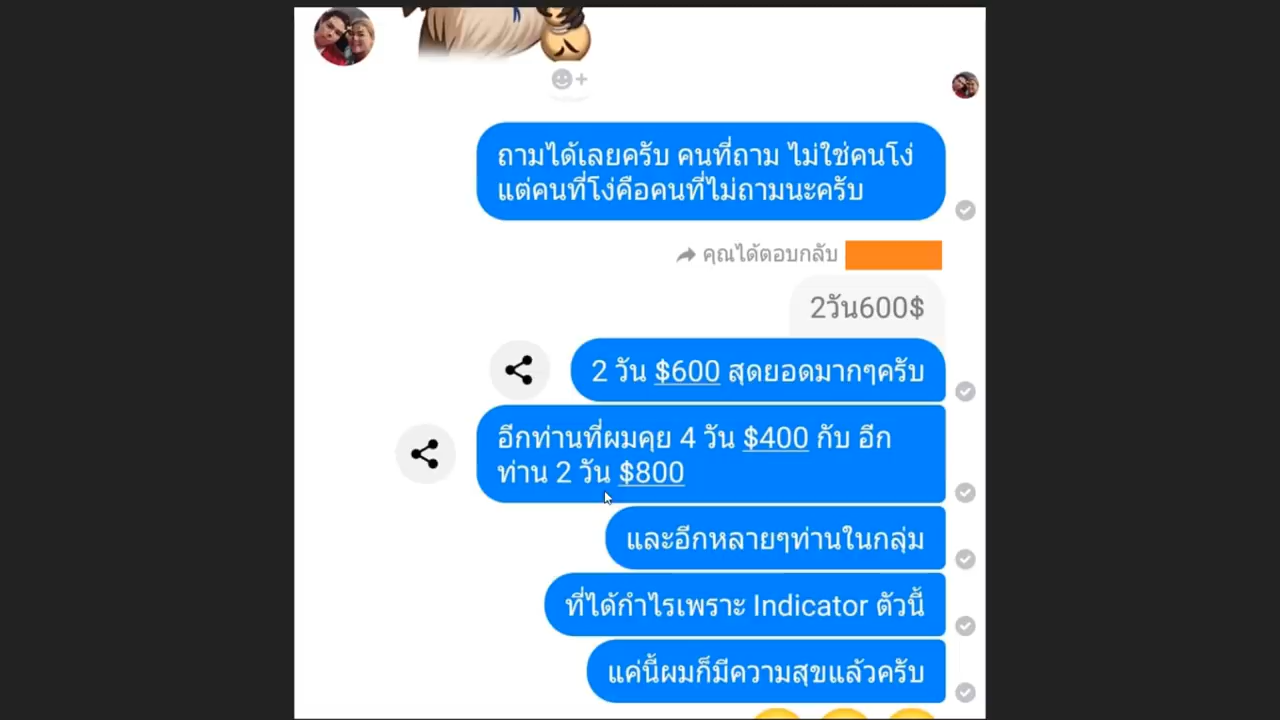 ถามได้เลยครับ คนที่ถาม ไม่ใช่คนโง่
แต่คนที่โง่คือคนที่ไม่ถามนะครับ
คุณได้ตอบกลับ
2วัน600$
2 วัน $600 สุดยอดมากๆครับ
อีกท่านที่ผมคุย 4 วัน $400 กับ อีก
ท่าน 2 วัน $800
และอีกหลายๆท่านในกลุ่ม
ที่ได้กำไรเพราะ Indicator ตัวนี้
แค่นี้ผมก็มีความสุขแล้วครับ